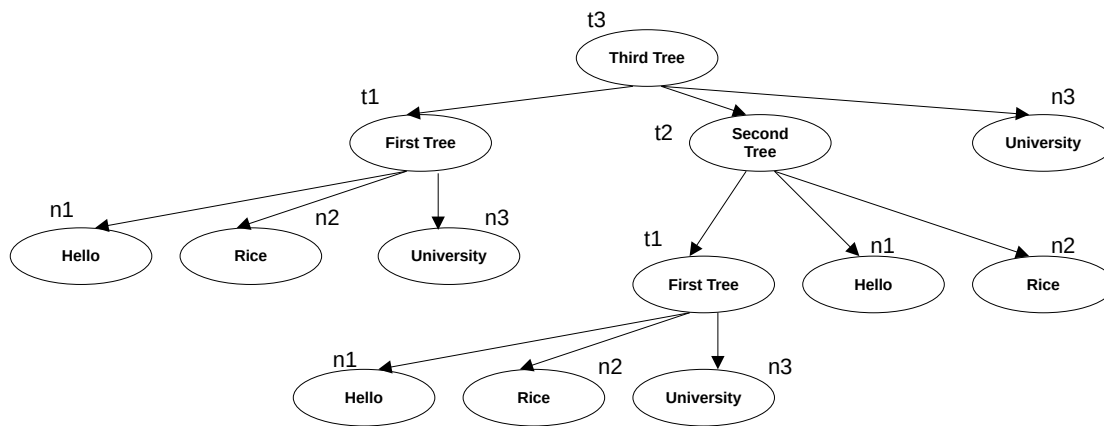 t3
Third Tree
t1
First Tree
t2
Second
Tree
n3
University
n1
Hello
n2
Rice
n3
University
t1
First Tree
n1
Hello
n2
Rice
n1
Hello
n2
Rice
n3
University